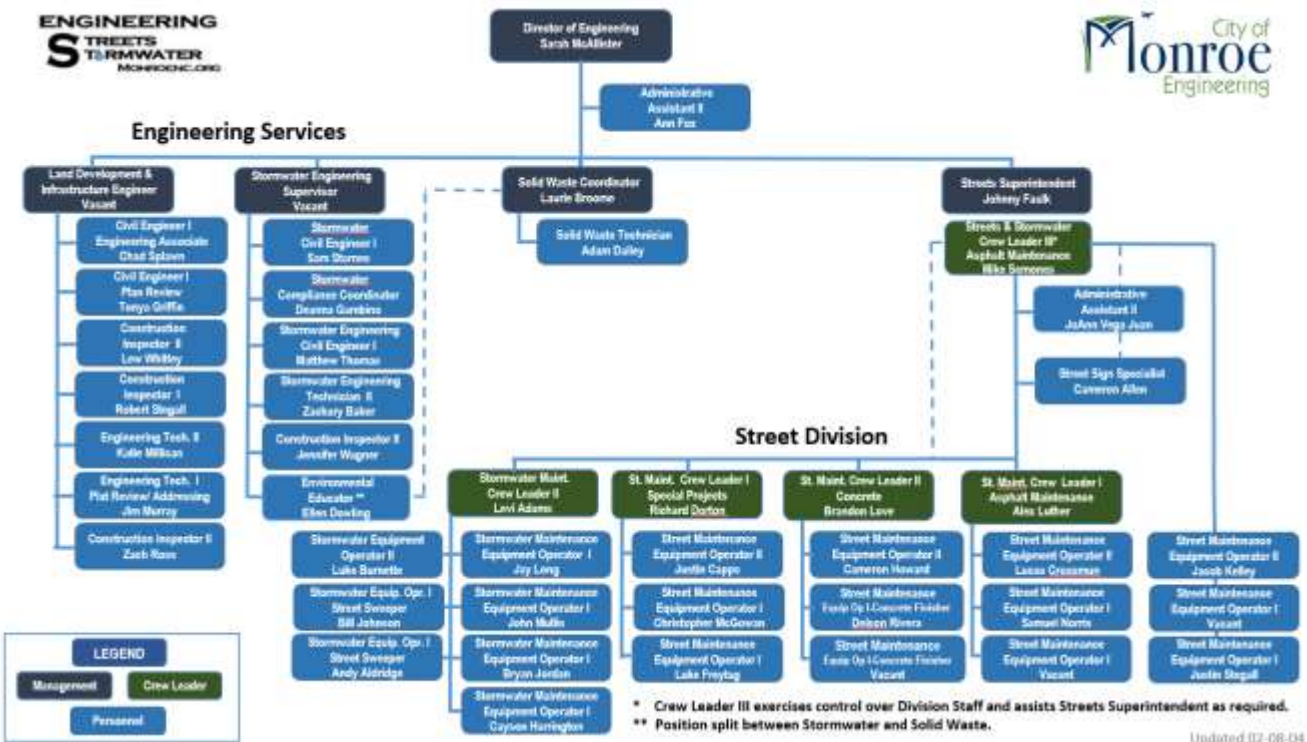 ENGINEERING
STREETS
STORMWATER
MONROENC.ORG
City of
Monroe
Engineering
Director of Engineering
Sarah McAllister
Administrative
Assistant II
Ann Fox
Engineering Services
Land Development &
Infrastructure Engineer
Vacant
Civil Engineer I
Engineering Associate
Chad Splawn
Civil Engineer I
Plan Review
Tonya Griffin
Construction
Inspector II
Lew Whitley
Construction
Inspector I
Robert Stegall
Engineering Tech. II
Katie Millican
Engineering Tech. I
Plat Review/ Addressing
Jim Murray
Construction Inspector II
Zach
Stormwater Engineering
Supervisor
Vacant
Stormwater
Civil Engineer I
Sam
Stormwater
Compliance Coordinator
Deanna
Stormwater Engineering
Civil Engineer I
Matthew Thomas
Stormwater Engineering
Technician II
Zachary Baker
Construction Inspector II
Jennifer Wagner
Environmental
Educator **
Ellen Dowling
Solid Waste Coordinator
Laurie Broome
Solid Waste Technician
Adam Dailey
Streets Superintendent
Johnny Faulk
Streets & Stormwater
Crew Leader III*
Asphalt Maintenance
Mike
Administrative
Assistant II
JoAnn Vega Juan
Street Sign Specialist
Cameron Allen
Street Division
Stormwater Maint.
Crew Leader II
Levi Adams
Stormwater Equipment
Operator II
Luke Burnette
Stormwater Equip. Opr. I
Street Sweeper
Bill Johnson
Stormwater Equip. Opr. I
Street Sweeper
Andy Aldridge
Stormwater Maintenance
Equipment Operator I
Jay Long
Stormwater Maintenance
Equipment Operator I
John Mullis
Stormwater Maintenance
Equipment Operator I
Bryan Jordan
Stormwater Maintenance
Equipment Operator I
Cayson Harrington
St. Maint. Crew Leader I
Special Projects
Richard Dorton
Street Maintenance
Equipment Operator II
Justin Capps
Street Maintenance
Equipment Operator I
Christopher McGowan
Street Maintenance
Equipment Operator I
Luke Freytag
St. Maint. Crew Leader II
Concrete
Brandon Love
Street Maintenance
Equipment Operator II
Cameron Howard
Street Maintenance
Equip Op I-Concrete Finisher
Rivera
Street Maintenance
Equip Op I-Concrete Finisher
Vacant
St. Maint. Crew Leader I
Asphalt Maintenance
Alex Luther
Street Maintenance
Equipment Operator II
Lucas
Street Maintenance
Equipment Operator I
Samuel Norris
Street Maintenance
Equipment Operator I
Vacant
Street Maintenance
Equipment Operator II
Jacob Kelley
Street Maintenance
Equipment Operator I
Vacant
Street Maintenance
Equipment Operator I
Justin Stegall
LEGEND
Management
Crew Leader
Personnel
* Crew Leader III exercises control over Division Staff and assists Streets Superintendent as required.
** Position split between Stormwater and Solid Waste.
Updated 02-08-04